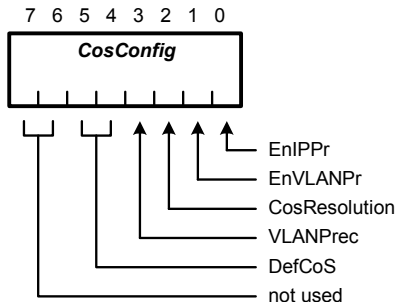 7 6 5 4 3 2 1 0
CosConfig
EnIPPr
EnVLANPr
CosResolution
VLANPrec
DefCoS
not used